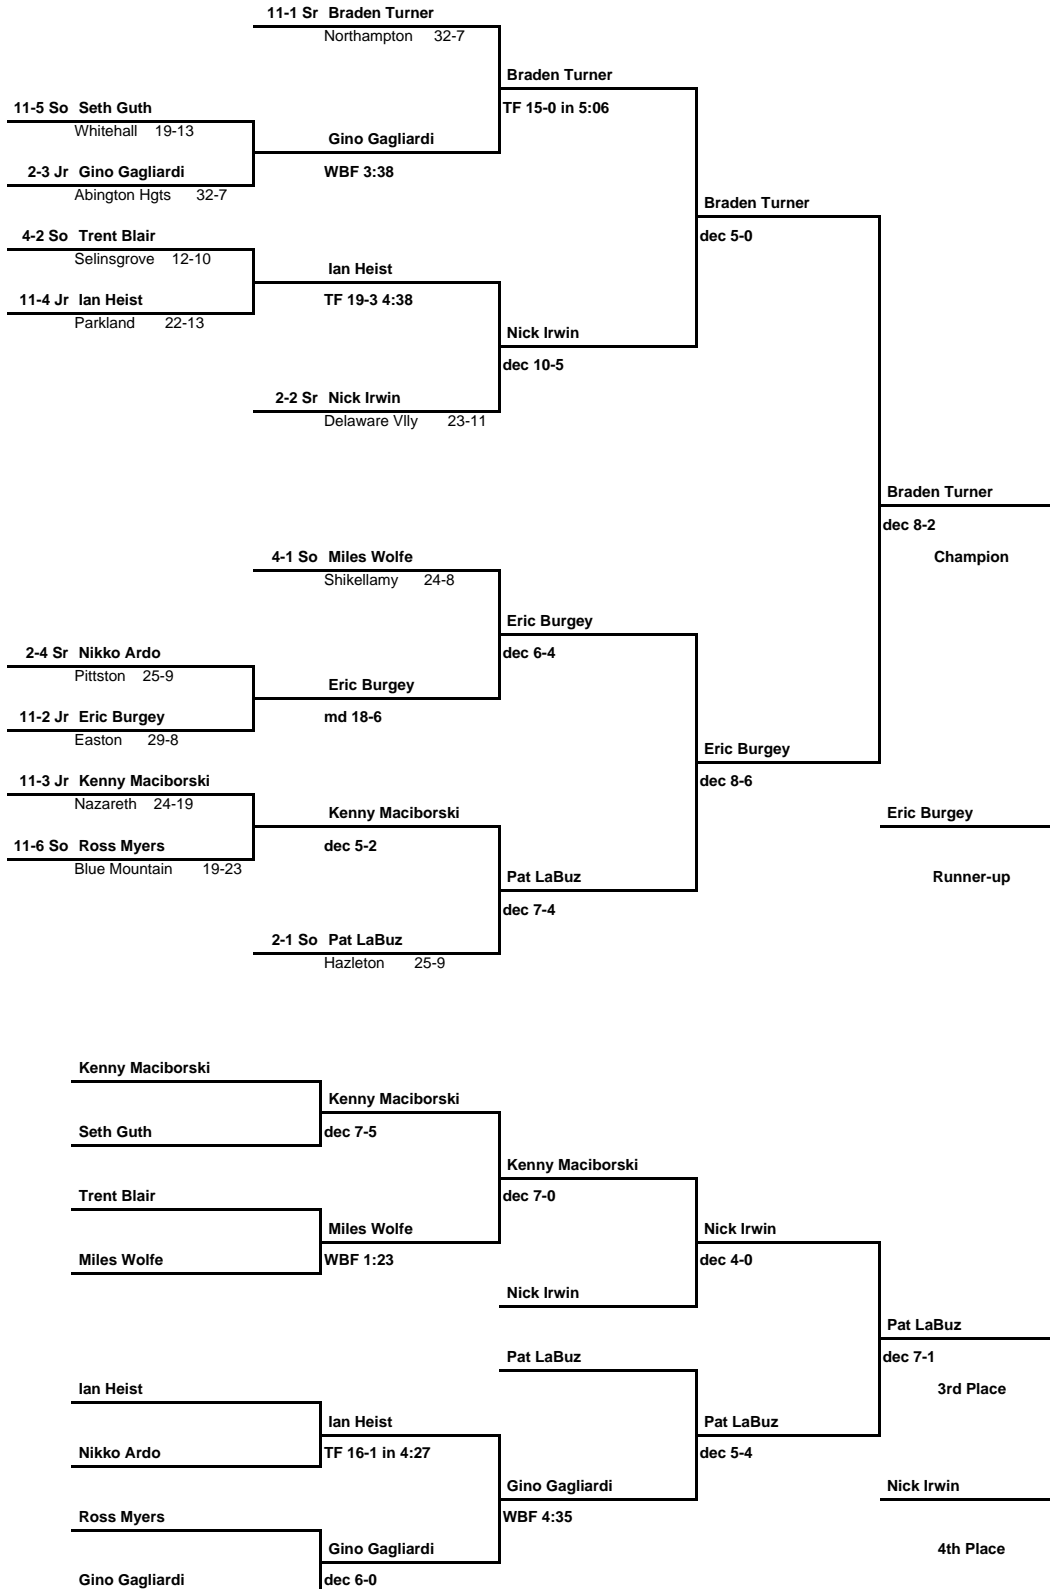 11-1 Sr Braden Turner
Northampton 32-7
Braden Turner
11-5 So Seth Guth
TF 15-0 in 5:06
Whitehall 19-13
Gino Gagliardi
2-3 Jr Gino Gagliardi
WBF 3:38
Abington Hgts 32-7
Braden Turner
4-2 So Trent Blair
dec 5-0
Selinsgrove 12-10
Ian Heist
11-4 Jr Ian Heist
TF 19-3 4:38
Parkland 22-13
Nick Irwin
dec 10-5
2-2 Sr Nick Irwin
Delaware Vlly 23-11
Braden Turner
dec 8-2
4-1 So Miles Wolfe
Champion
Shikellamy 24-8
Eric Burgey
2-4 Sr Nikko Ardo
dec 6-4
Pittston 25-9
Eric Burgey
11-2 Jr Eric Burgey
md 18-6
Easton 29-8
Eric Burgey
11-3 Jr Kenny Maciborski
dec 8-6
Nazareth 24-19
Kenny Maciborski
Eric Burgey
11-6 So Ross Myers
dec 5-2
Blue Mountain 19-23
Pat LaBuz
Runner-up
dec 7-4
2-1 So Pat LaBuz
Hazleton 25-9
Kenny Maciborski
Kenny Maciborski
Seth Guth
dec 7-5
Kenny Maciborski
Trent Blair
dec 7-0
Miles Wolfe
Nick Irwin
Miles Wolfe
WBF 1:23
dec 4-0
Nick Irwin
Pat LaBuz
Pat LaBuz
dec 7-1
Ian Heist
3rd Place
Ian Heist
Pat LaBuz
Nikko Ardo
TF 16-1 in 4:27
dec 5-4
Gino Gagliardi
Nick Irwin
Ross Myers
WBF 4:35
Gino Gagliardi
4th Place
Gino Gagliardi
dec 6-0